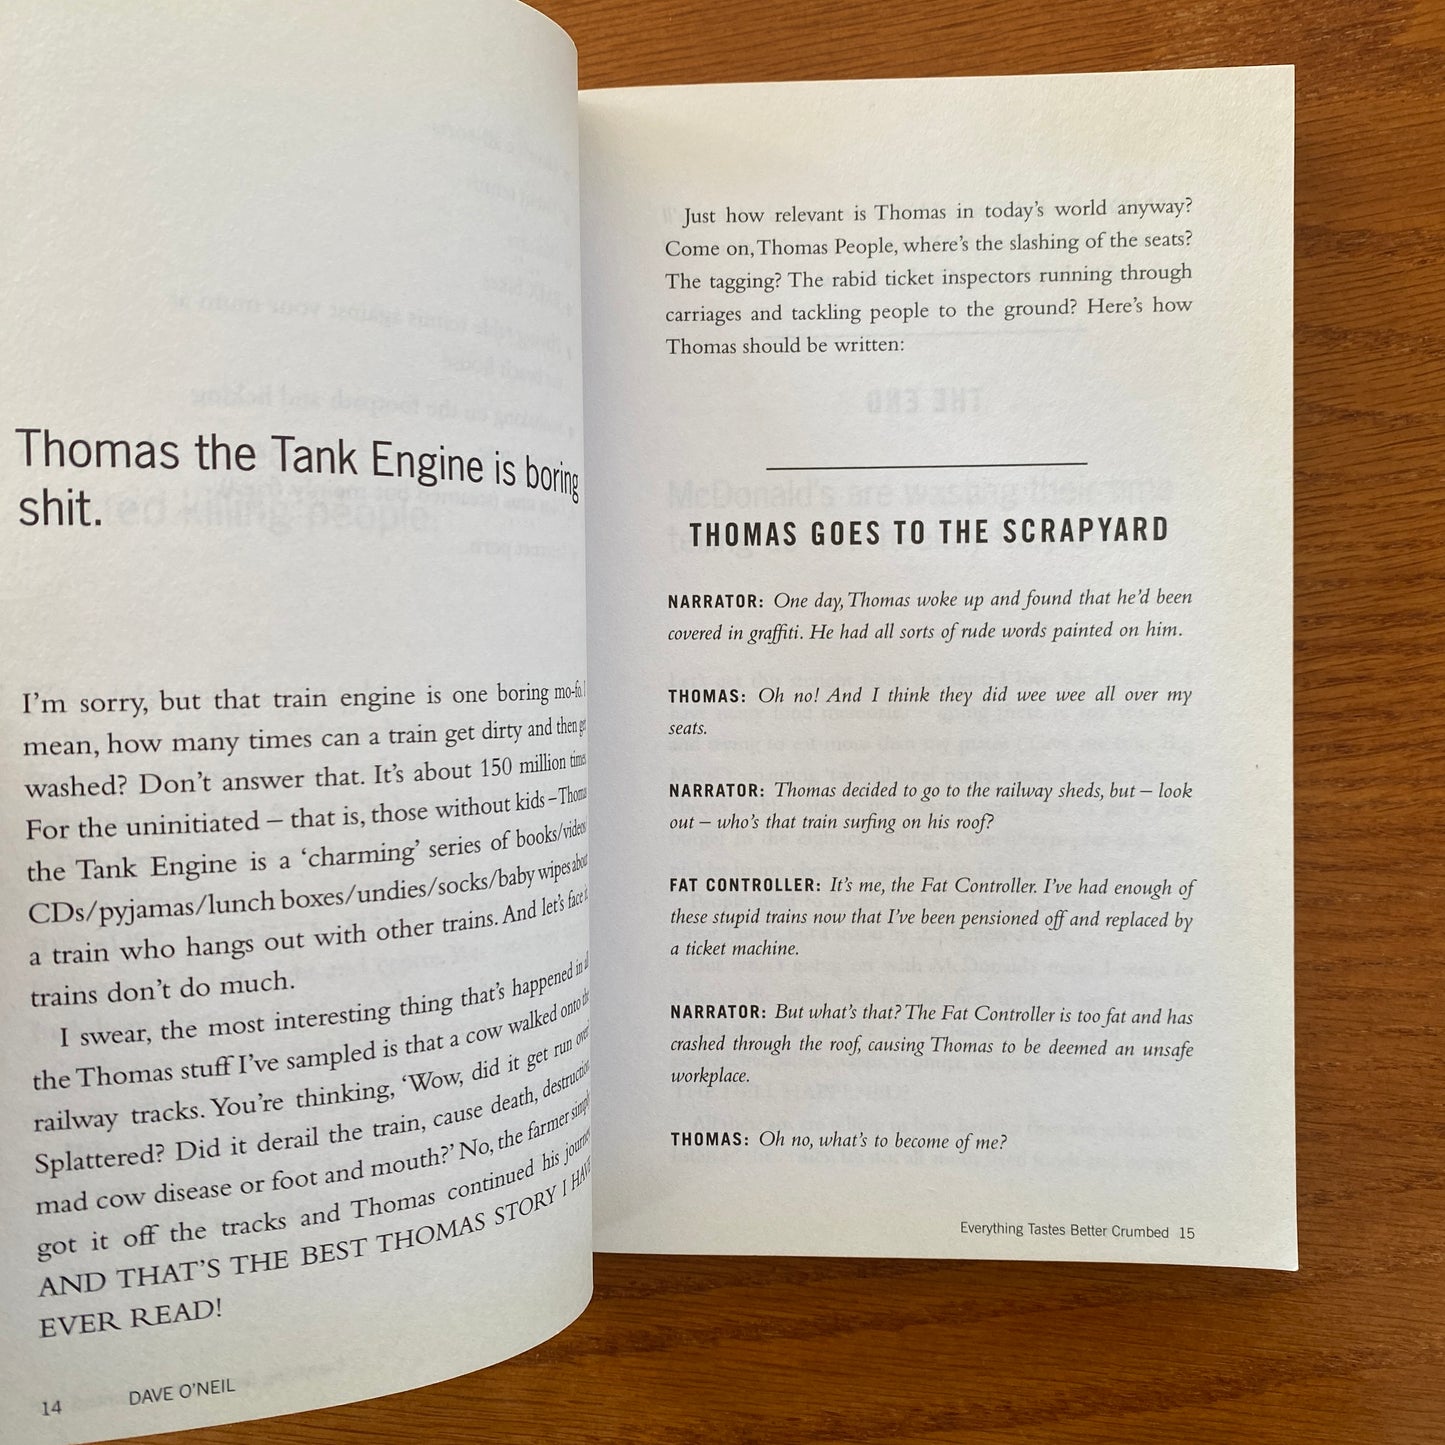 Thomas the Tank Engine is boring
shit.
I'm sorry, but that train engine is one boring mo-fo. I
mean, how many times can a train get dirty and then get
washed? Don't answer that. It's about 150 million times
For the uninitiated – that is, those without kids – Thomas
the Tank Engine is a 'charming' series of books/videos
CDs/pyjamas/lunch boxes/undies/socks/baby wipes about
a train who hangs out with other trains. And let's face it
trains don't do much.
I swear, the most interesting thing that's happened in all
the Thomas stuff I've sampled is that a cow walked onto the
railway tracks. You're thinking, 'Wow, did it get run over
Splattered? Did it derail the train, cause death, destruction
mad cow disease or foot and mouth?' No, the farmer simply
got it off the tracks and Thomas continued his journey
AND THAT'S THE BEST THOMAS STORY I HAVE
EVER READ!
14 DAVE O'NEIL
Just how relevant is Thomas in today's world anyway?
Come on, Thomas People, where's the slashing of the seats?
The tagging? The rabid ticket inspectors running through
carriages and tackling people to the ground? Here's how
Thomas should be written:
THOMAS GOES TO THE SCRAPYARD
NARRATOR: One day, Thomas woke up and found that he'd been
covered in graffiti. He had all sorts of rude words painted on him.
THOMAS: Oh no! And I think they did wee wee all over my
seats.
NARRATOR: Thomas decided to go to the railway sheds, but – look
out – who's that train surfing on his roof?
FAT CONTROLLER: It's me, the Fat Controller. I've had enough of
these stupid trains now that I've been pensioned off and replaced by
a ticket machine.
NARRATOR: But what's that? The Fat Controller is too fat and has
crashed through the roof, causing Thomas to be deemed an unsafe
workplace.
THOMAS: Oh no, what's to become of me?
Everything Tastes Better Crumbed 15